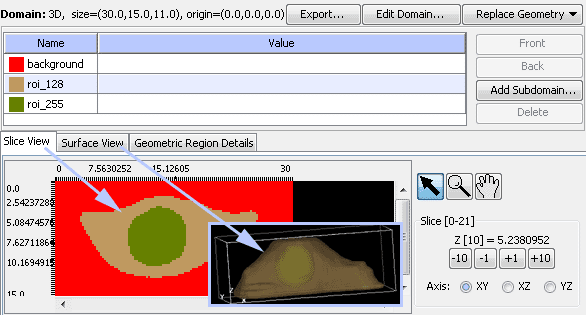 Domain: 3D, size=(30.0,15.0,11.0), origin=(0.0,0.0,0.0) Export... Edit Domain... Replace Geometry
Name Value
background
roi_128
roi_255
Front
Back
Add Subdomain...
Delete
Slice View Surface View Geometric Region Details
0 7.5630252 15.12605 30
0.0
2.54237285
5.0847457
7.62711864
10.1694915
15.0
Slice [0-21]
Z [10] = 5.2380952
-10 -1 +1 +10
Axis: XY XZ YZ
Z
Y X